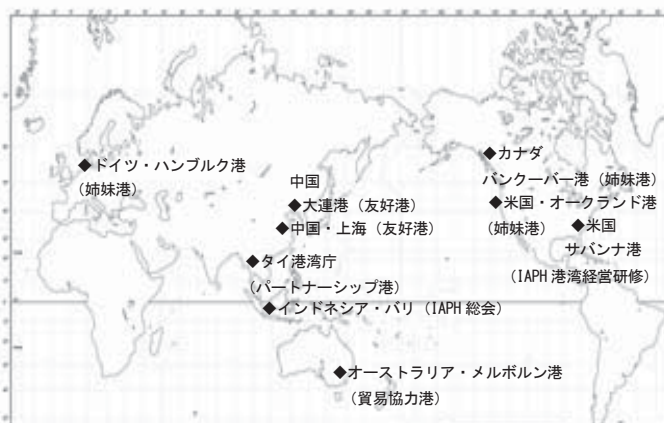 ◆ドイツ・ハンブルク港
(姉妹港)
中国
◆大連港(友好港)
◆中国・上海(友好港)
◆タイ港湾庁
(パートナーシップ港)
◆インドネシア・バリ(IAPH 総会)
◆オーストラリア・メルボルン港
(貿易協力港)
◆カナダ
バンクーバー港(姉妹港)
◆米国・オークランド港
(姉妹港)
◆米国
サバンナ港
(IAPH 港湾経営研修)